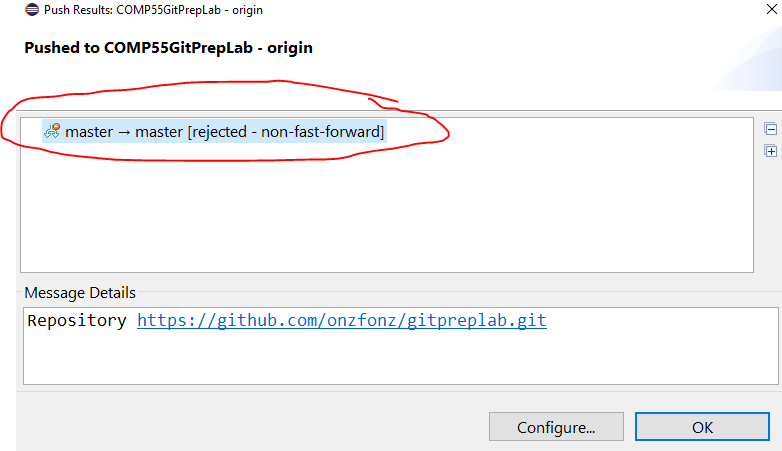 Push Results: COMP55GitPrepLab - origin
Pushed to COMP55GitPrepLab - origin
master → master [rejected - non-fast-forward]
Message Details
Repository https://github.com/onzfonz/gitpreplab.git
Configure...
OK